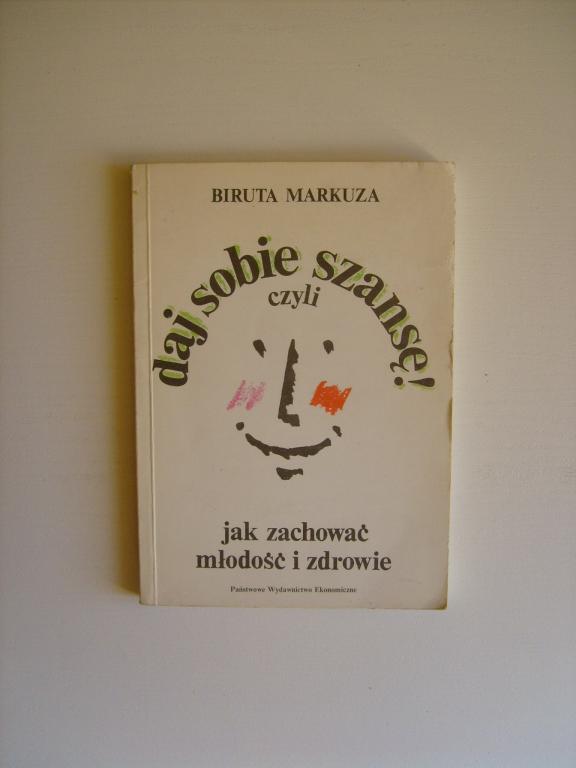 BIRUTA MARKUZA
daj sobie szansę!
czyli
jak zachować
młodość i zdrowie
Państwowe Wydawnictwo Ekonomiczne